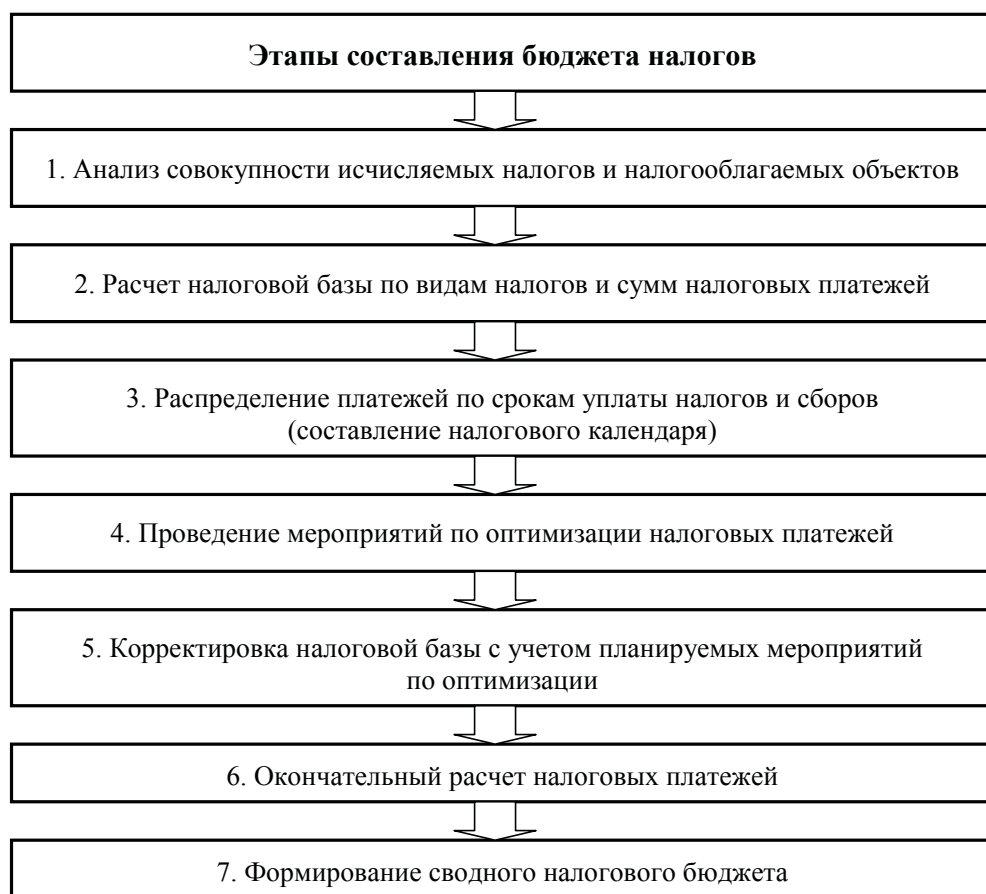 Этапы составления бюджета налогов
1. Анализ совокупности исчисляемых налогов и налогооблагаемых объектов
2. Расчет налоговой базы по видам налогов и сумм налоговых платежей
3. Распределение платежей по срокам уплаты налогов и сборов
(составление налогового календаря)
4. Проведение мероприятий по оптимизации налоговых платежей
5. Корректировка налоговой базы с учетом планируемых мероприятий
по оптимизации
6. Окончательный расчет налоговых платежей
7. Формирование сводного налогового бюджета